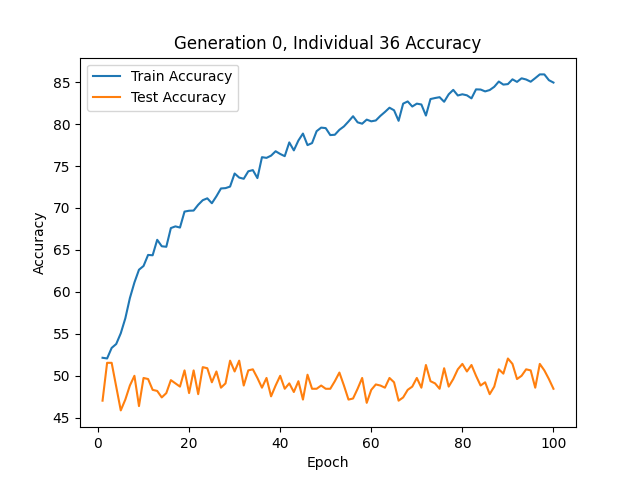 Generation 0, Individual 36 Accuracy
Train Accuracy
Test Accuracy
85
80
75
70
65
60
55
50
45
Accuracy
0 20 40 60 80 100
Epoch